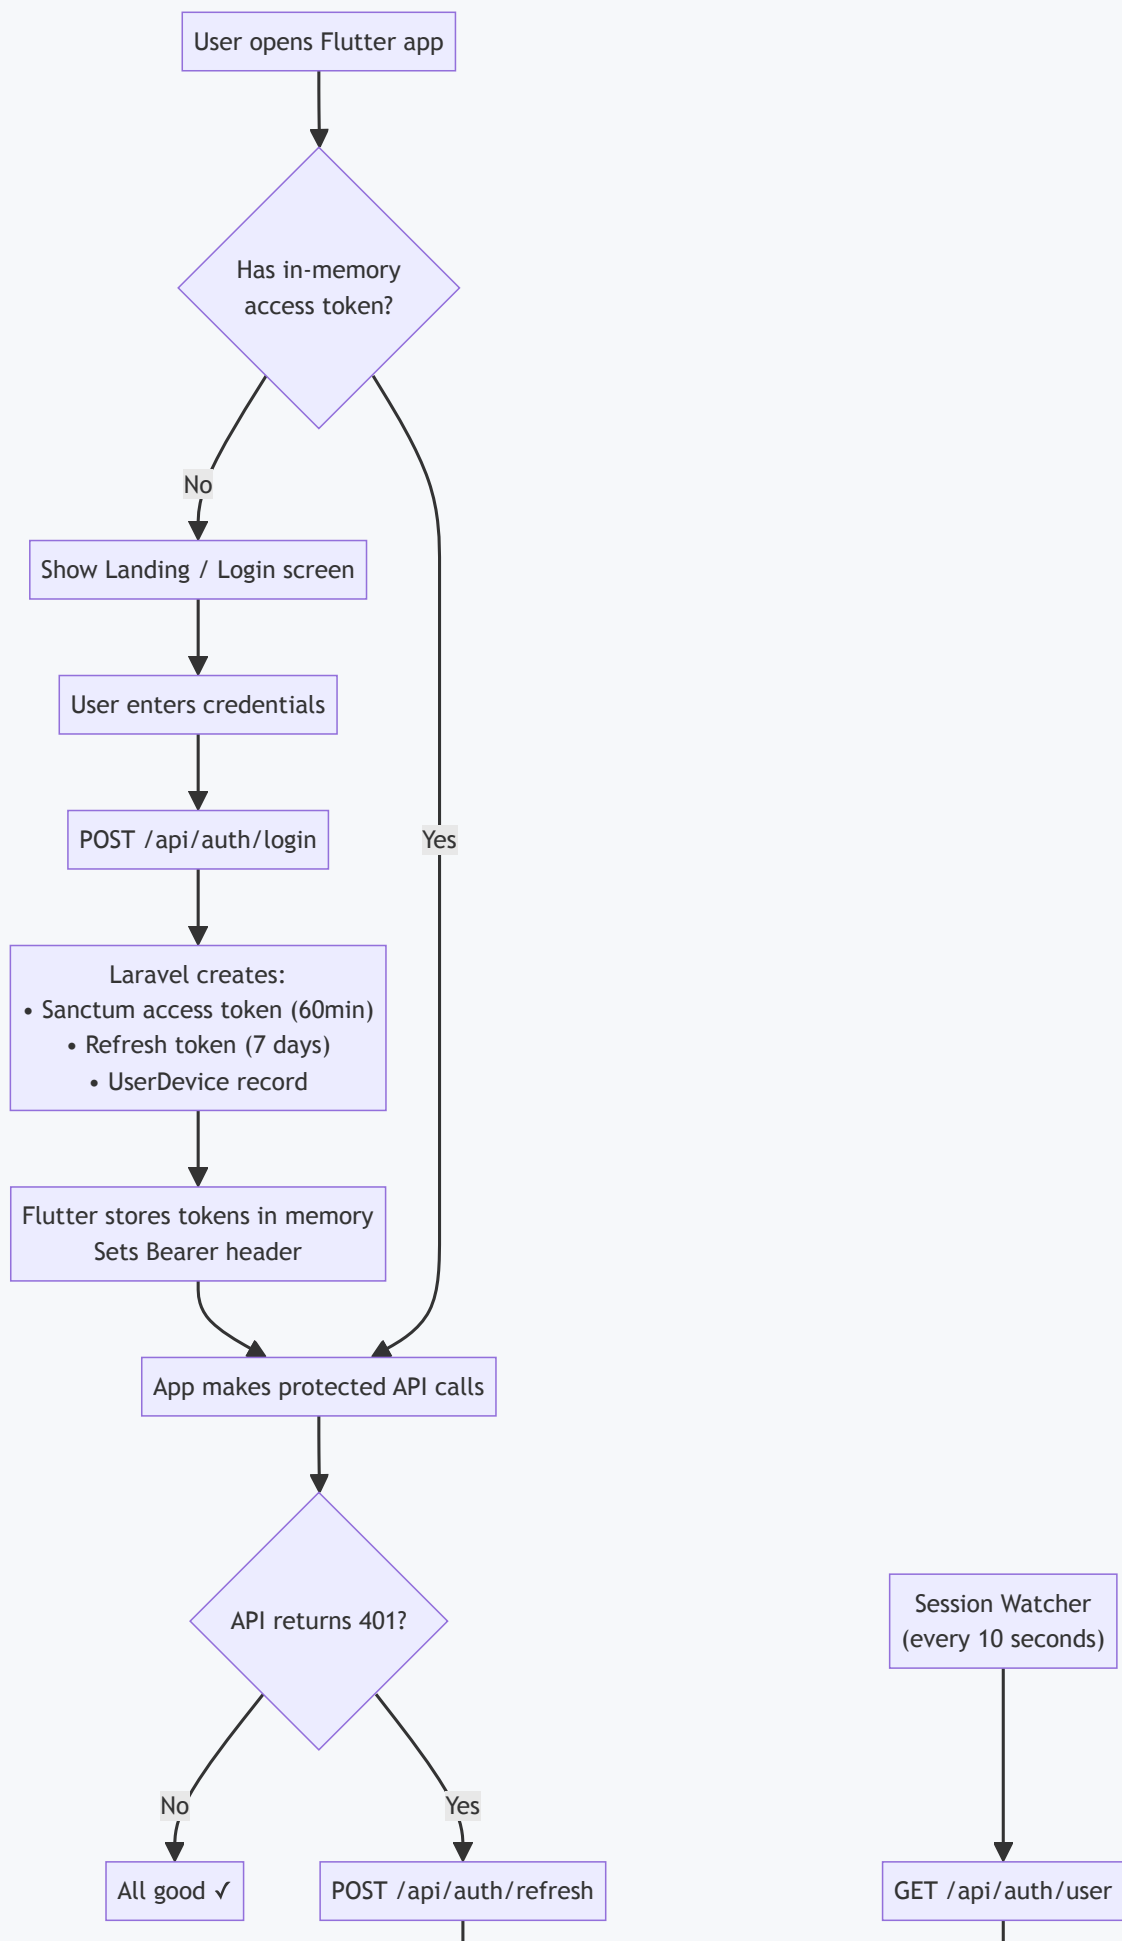 User opens Flutter app
Has in-memory
access token?
No
Show Landing / Login screen
User enters credentials
POST /api/auth/login
Yes
Laravel creates:
• Sanctum access token (60min)
• Refresh token (7 days)
• UserDevice record
Flutter stores tokens in memory
Sets Bearer header
App makes protected API calls
API returns 401?
Session Watcher
(every 10 seconds)
No
Yes
All good ✓
POST /api/auth/refresh
GET /api/auth/user